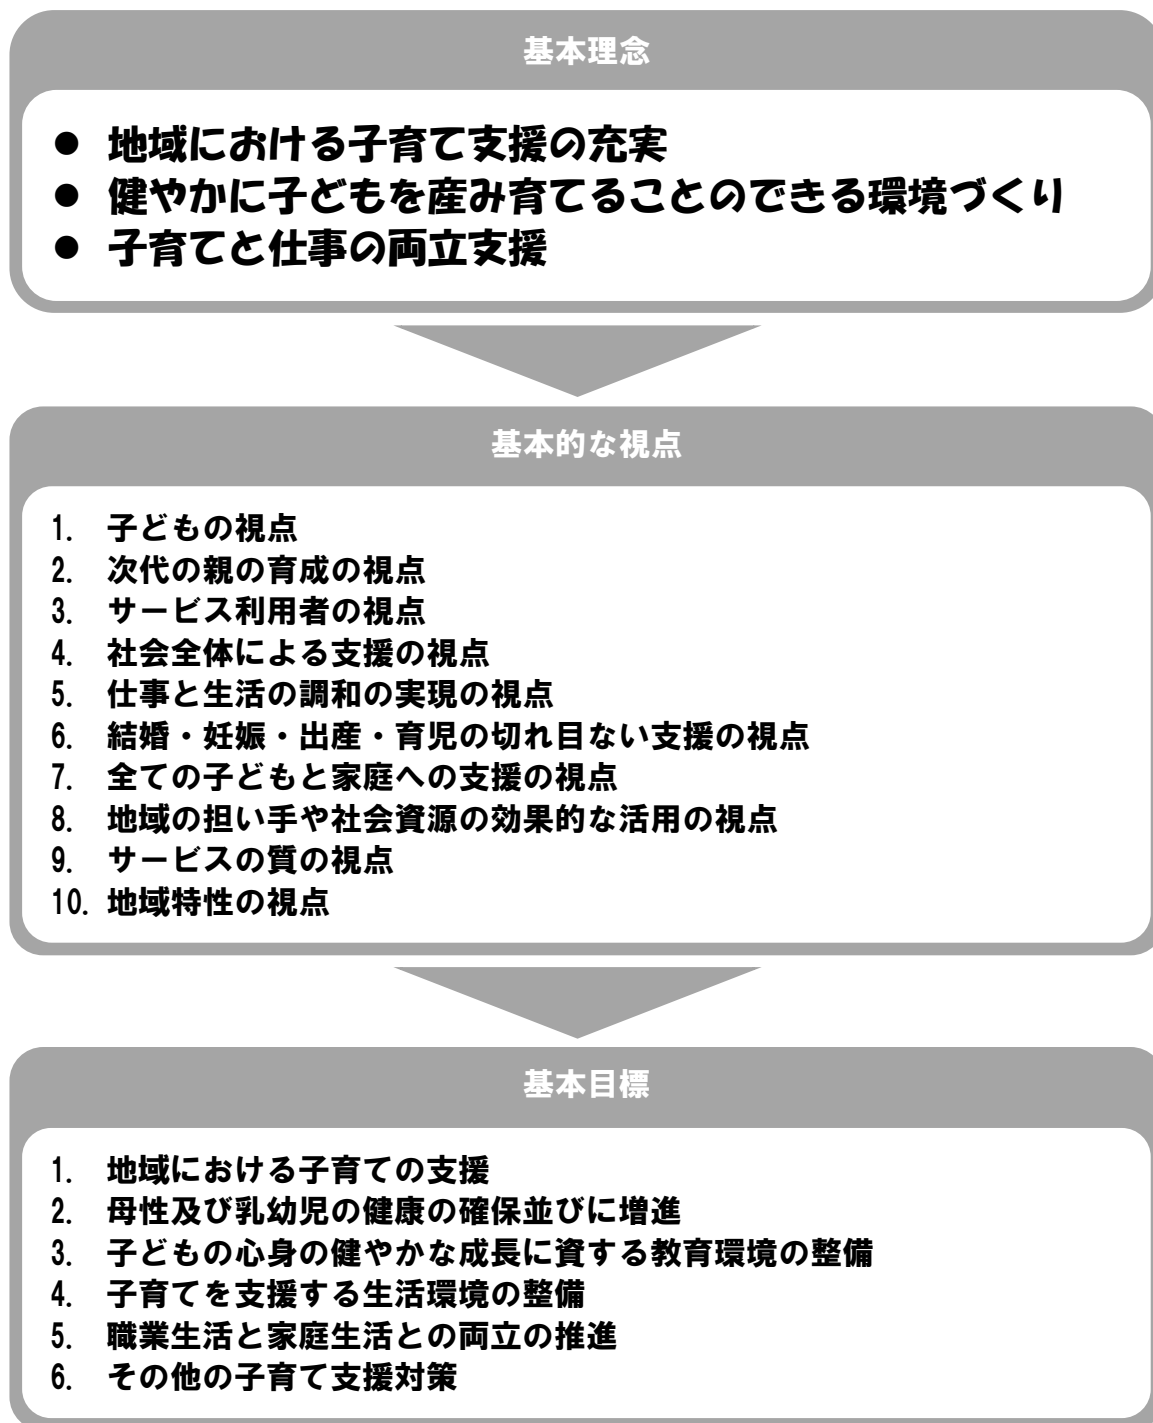 基本理念
● 地域における子育て支援の充実
● 健やかに子どもを産み育てることのできる環境づくり
● 子育てと仕事の両立支援
基本的な視点
1. 子どもの視点
2. 次代の親の育成の視点
3. サービス利用者の視点
4. 社会全体による支援の視点
5. 仕事と生活の調和の実現の視点
6. 結婚・妊娠・出産・育児の切れ目ない支援の視点
7. 全ての子どもと家庭への支援の視点
8. 地域の担い手や社会資源の効果的な活用の視点
9. サービスの質の視点
10. 地域特性の視点
基本目標
1. 地域における子育ての支援
2. 母性及び乳幼児の健康の確保並びに増進
3. 子どもの心身の健やかな成長に資する教育環境の整備
4. 子育てを支援する生活環境の整備
5. 職業生活と家庭生活との両立の推進
6. その他の子育て支援対策